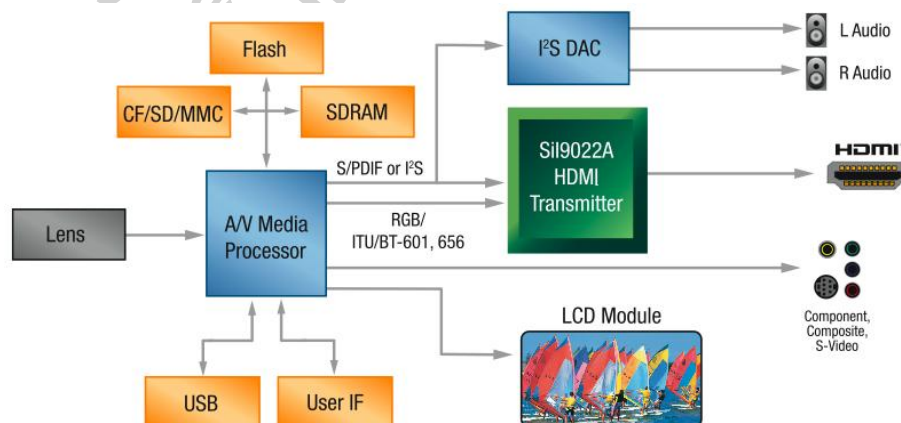 Flash
CF/SD/MMC
SDRAM
I²S DAC
L Audio
R Audio
S/PDIF or I²S
SiI9022A
HDMI
Transmitter
HDMI
Lens
A/V Media
Processor
RGB/
ITU/BT-601, 656
LCD Module
Component,
Composite,
S-Video
USB
User IF